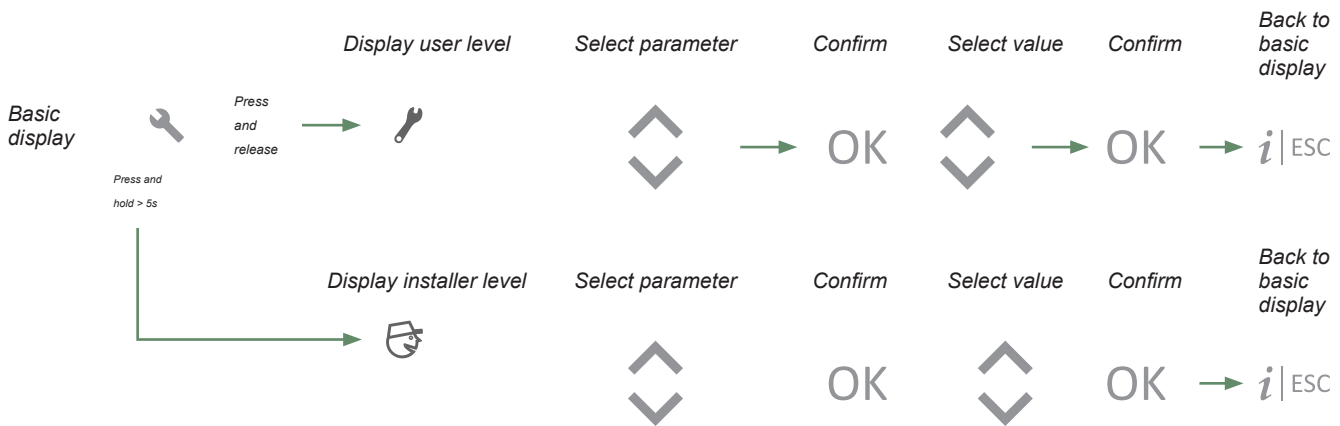 Back to
basic
display
Display user level
Select parameter
Confirm
Select value
Confirm
Basic
display
Press
and
release
OK
OK
i | ESC
Press and
hold > 5s
Back to
basic
display
Display installer level
Select parameter
Confirm
Select value
Confirm
OK
OK
i | ESC